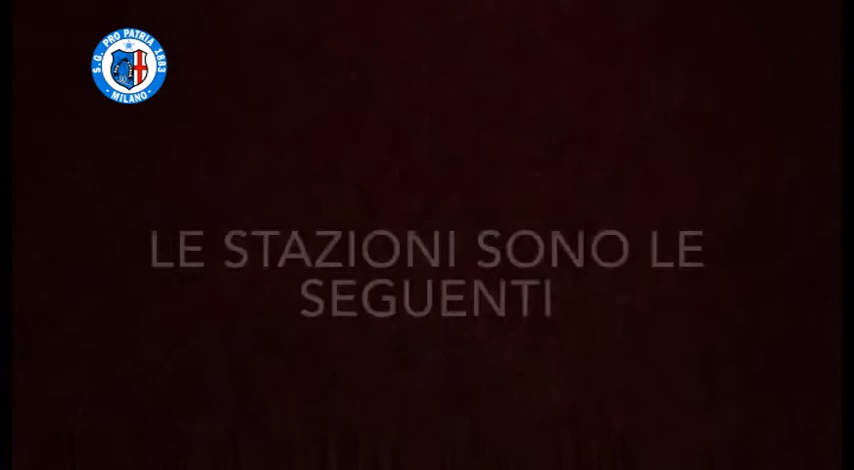 S. G. PRO PATRIA 1883
- MILANO -
LE STAZIONI SONO LE
SEGUENTI